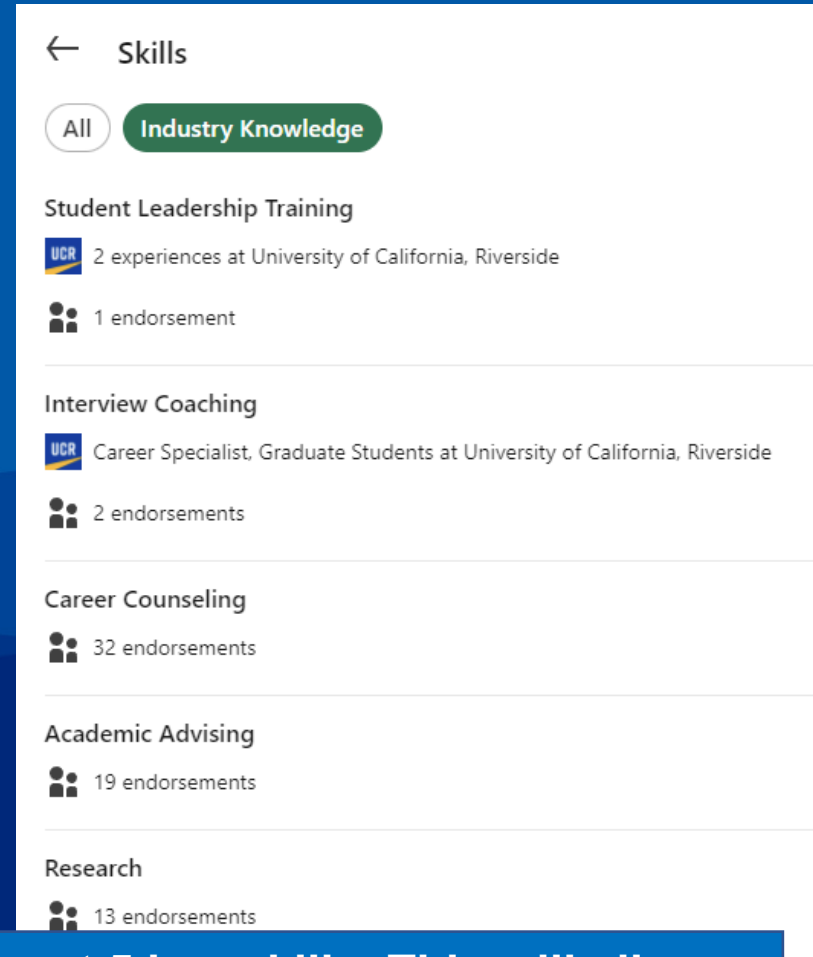 Skills
All Industry Knowledge
Student Leadership Training
UCR 2 experiences at University of California, Riverside
1 endorsement
Interview Coaching
UCR Career Specialist, Graduate Students at University of California, Riverside
2 endorsements
Career Counseling
32 endorsements
Academic Advising
19 endorsements
Research
13 endorsements